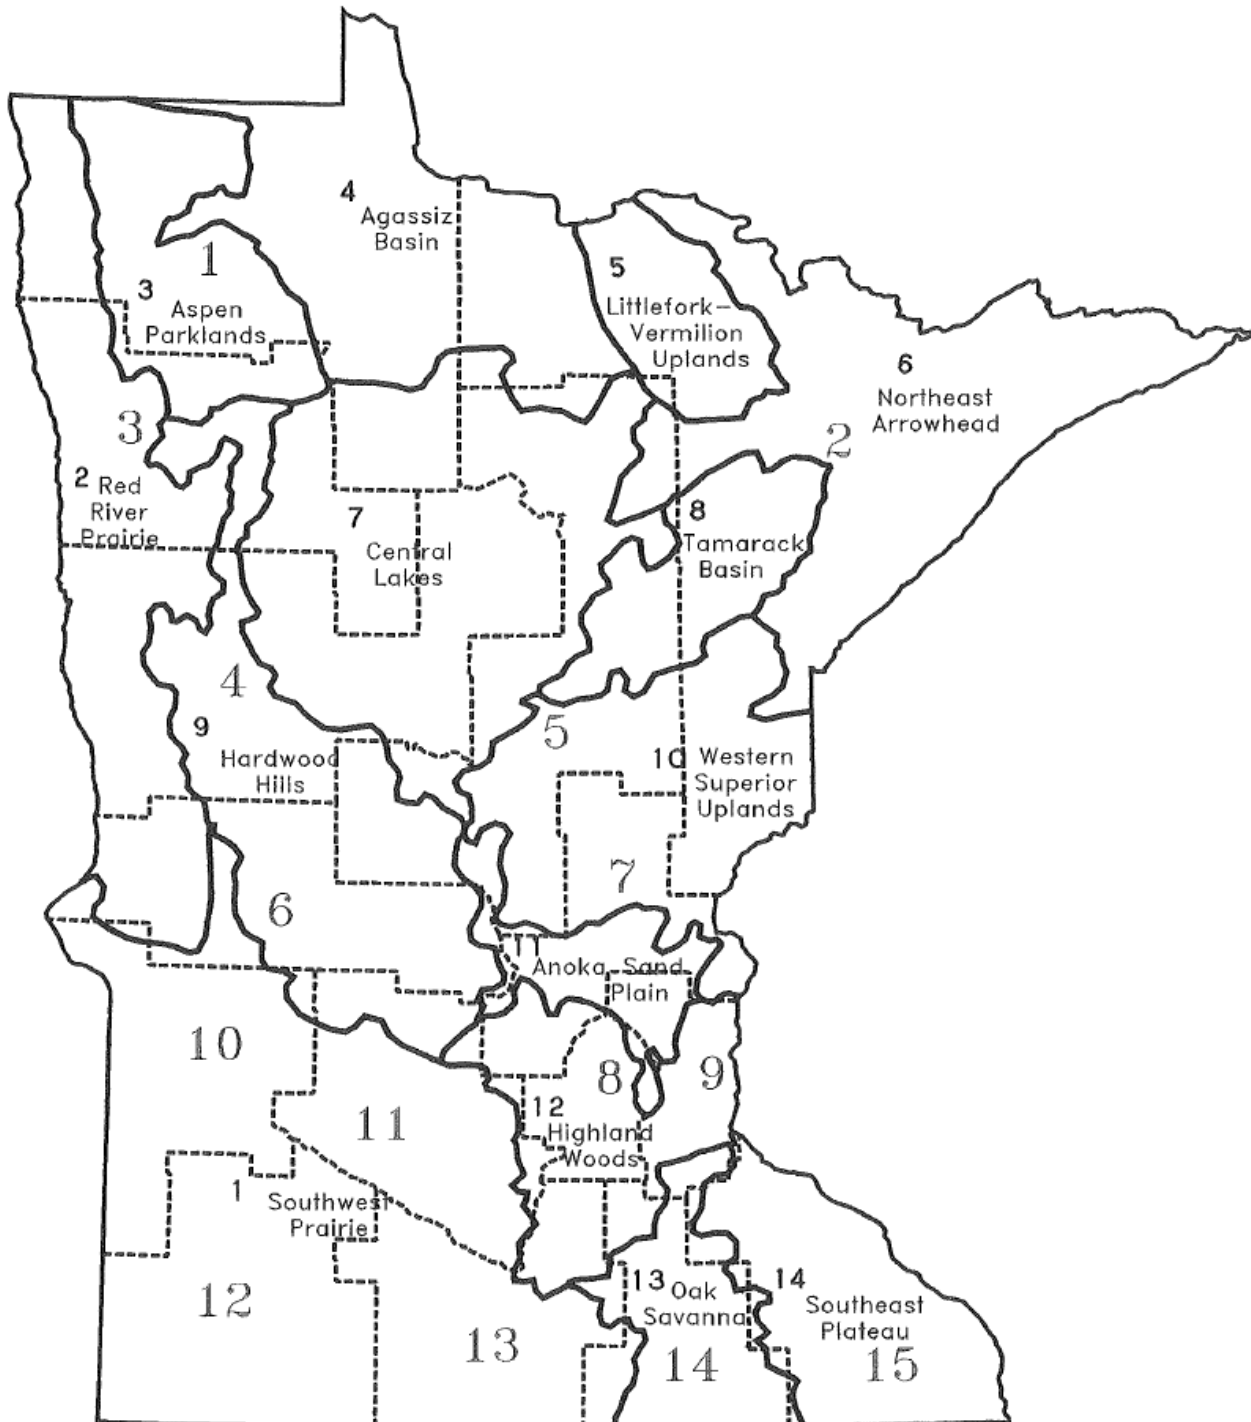 4
Agassiz
Basin
5
Littlefork–
Vermilion
Uplands
1
3
Aspen
Parklands
6
Northeast
Arrowhead
3
2
2
Red
River
Prairie
7
Central
Lakes
8
Tamarack
Basin
4
9
Hardwood
Hills
5
10
Western
Superior
Uplands
7
6
11
Anoka Sand
Plain
10
8
9
11
12
Highland
Woods
1
Southwest
Prairie
12
13
13
Oak
Savanna
14
14
Southeast
Plateau
15